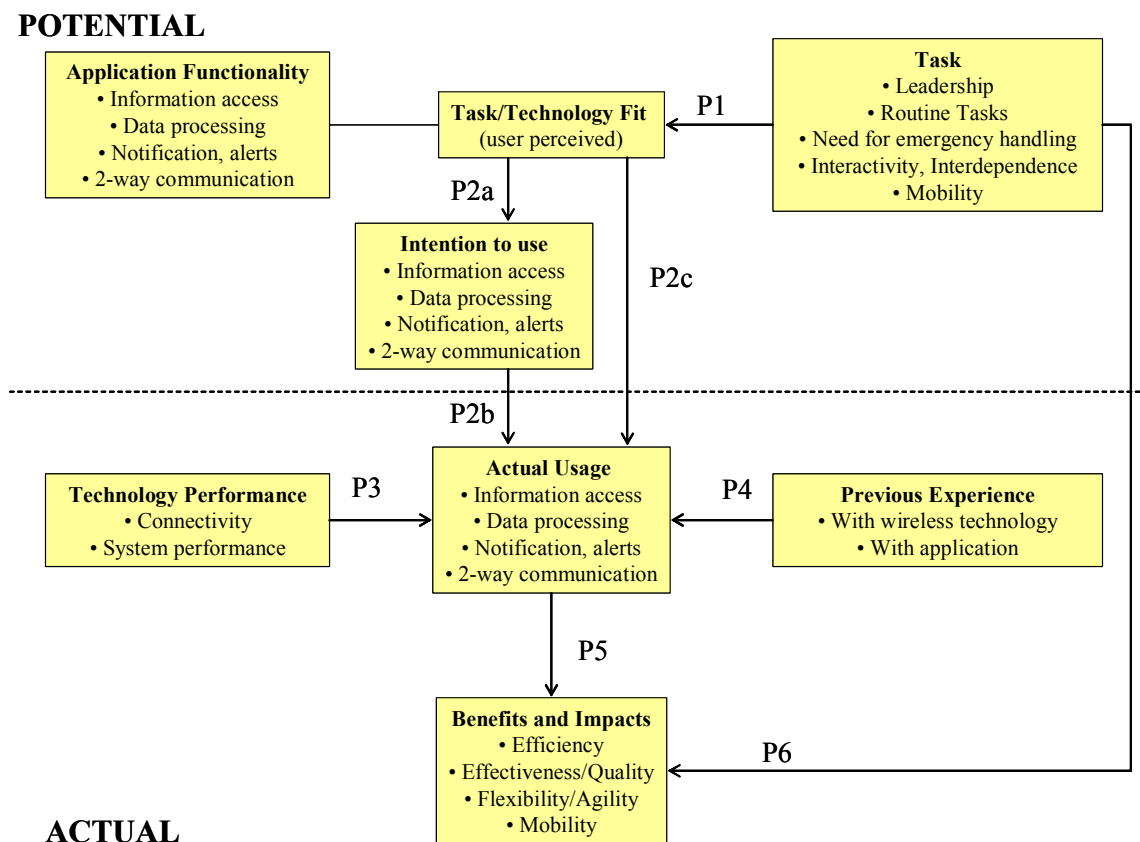 POTENTIAL
Application Functionality
• Information access
• Data processing
• Notification, alerts
• 2-way communication
Task/Technology Fit
(user perceived)
P1
Task
• Leadership
• Routine Tasks
• Need for emergency handling
• Interactivity, Interdependence
• Mobility
P2a
Intention to use
• Information access
• Data processing
• Notification, alerts
• 2-way communication
P2c
P2b
Technology Performance
• Connectivity
• System performance
P3
Actual Usage
• Information access
• Data processing
• Notification, alerts
• 2-way communication
P4
Previous Experience
• With wireless technology
• With application
P5
Benefits and Impacts
• Efficiency
• Effectiveness/Quality
• Flexibility/Agility
• Mobility
P6
ACTUAL